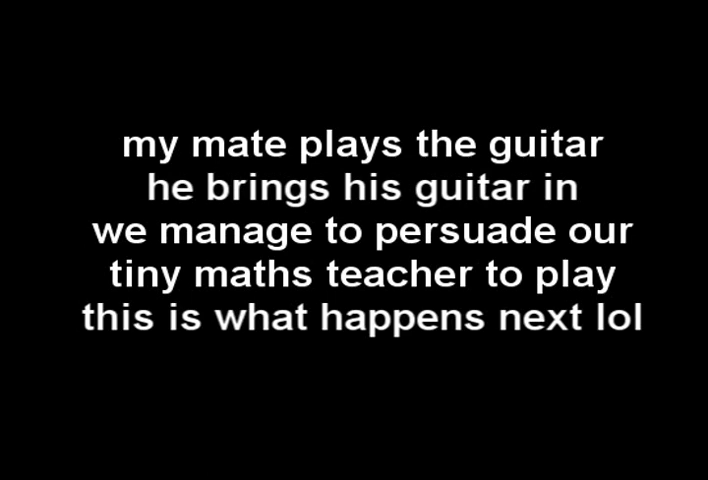 my mate plays the guitar
he brings his guitar in
we manage to persuade our
tiny maths teacher to play
this is what happens next lol